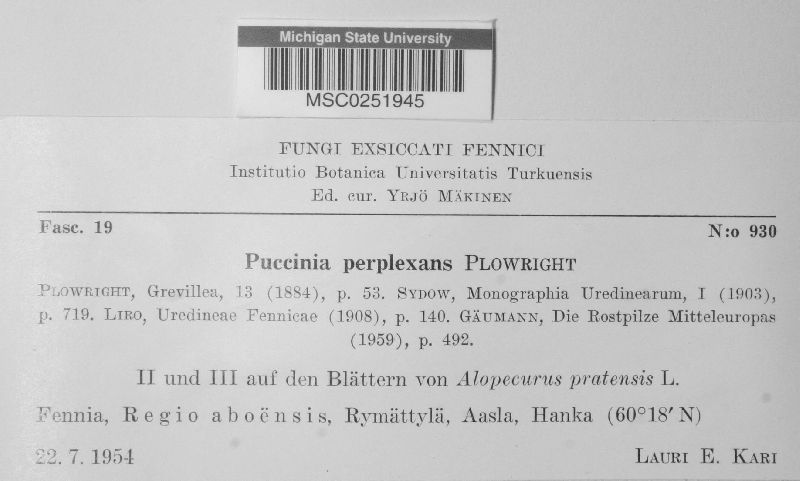 Michigan State University
MSC0251945
FUNGI EXSICCATI FENNICI
Institutio Botanica Universitatis Turkuensis
Ed. cur. YRJÖ MÄKINEN
Fasc. 19 N:o 930
Puccinia perplexans PLOWRIGHT
PLOWRIGHT, Grevillea, 13 (1884), p. 53. SYDOW, Monographia Uredinearum, I (1903),
p. 719. LIRO, Uredineae Fennicae (1908), p. 140. GÄUMANN, Die Rostpilze Mitteleuropas
(1959), p. 492.
II und III auf den Blättern von Alopecurus pratensis L.
Fennia, Regio aboënsis, Rymättylä, Aasla, Hanka (60°18′ N)
22. 7. 1954 LAURI E. KARI